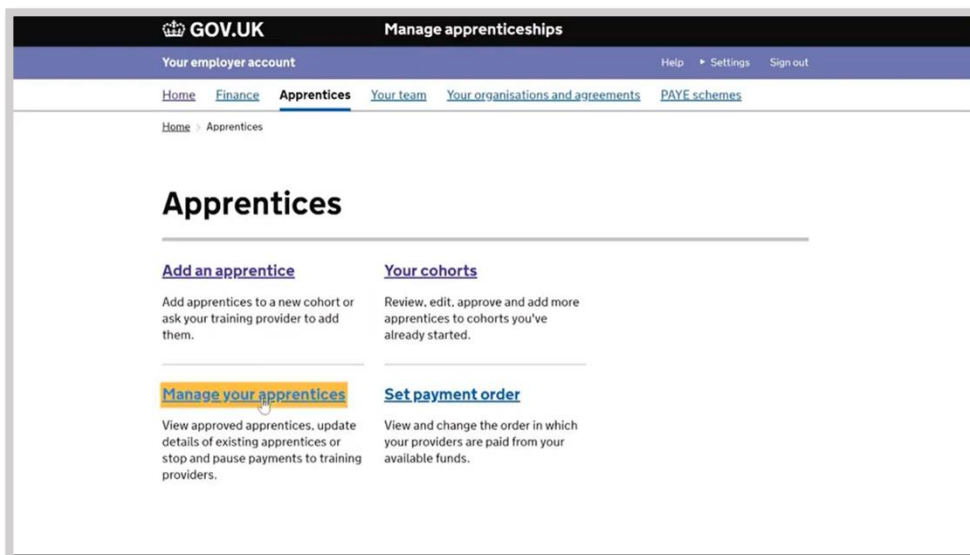 GOV.UK Manage apprenticeships
Your employer account Help Settings Sign out
Home Finance Apprentices Your team Your organisations and agreements PAYE schemes
Home > Apprentices
Apprentices
Add an apprentice
Add apprentices to a new cohort or
ask your training provider to add
them.
Your cohorts
Review, edit, approve and add more
apprentices to cohorts you've
already started.
Manage your apprentices
View approved apprentices, update
details of existing apprentices or
stop and pause payments to training
providers.
Set payment order
View and change the order in which
your providers are paid from your
available funds.